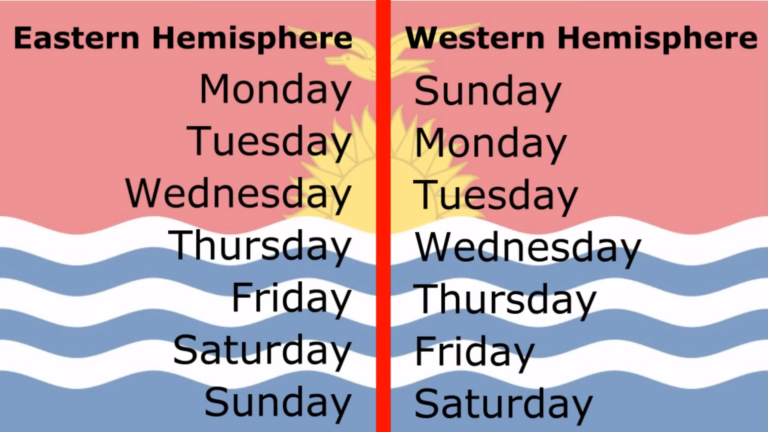 Eastern Hemisphere
Monday
Tuesday
Wednesday
Thursday
Friday
Saturday
Sunday
Western Hemisphere
Sunday
Monday
Tuesday
Wednesday
Thursday
Friday
Saturday